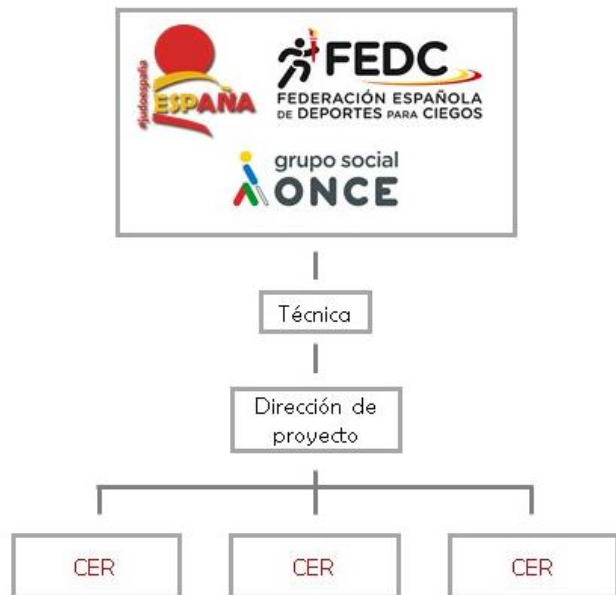 #judoespaña
ESPAÑA
FEDC
FEDERACIÓN ESPAÑOLA
DE DEPORTES PARA CIEGOS
grupo social
ONCE
Técnica
Dirección de
proyecto
CER
CER
CER